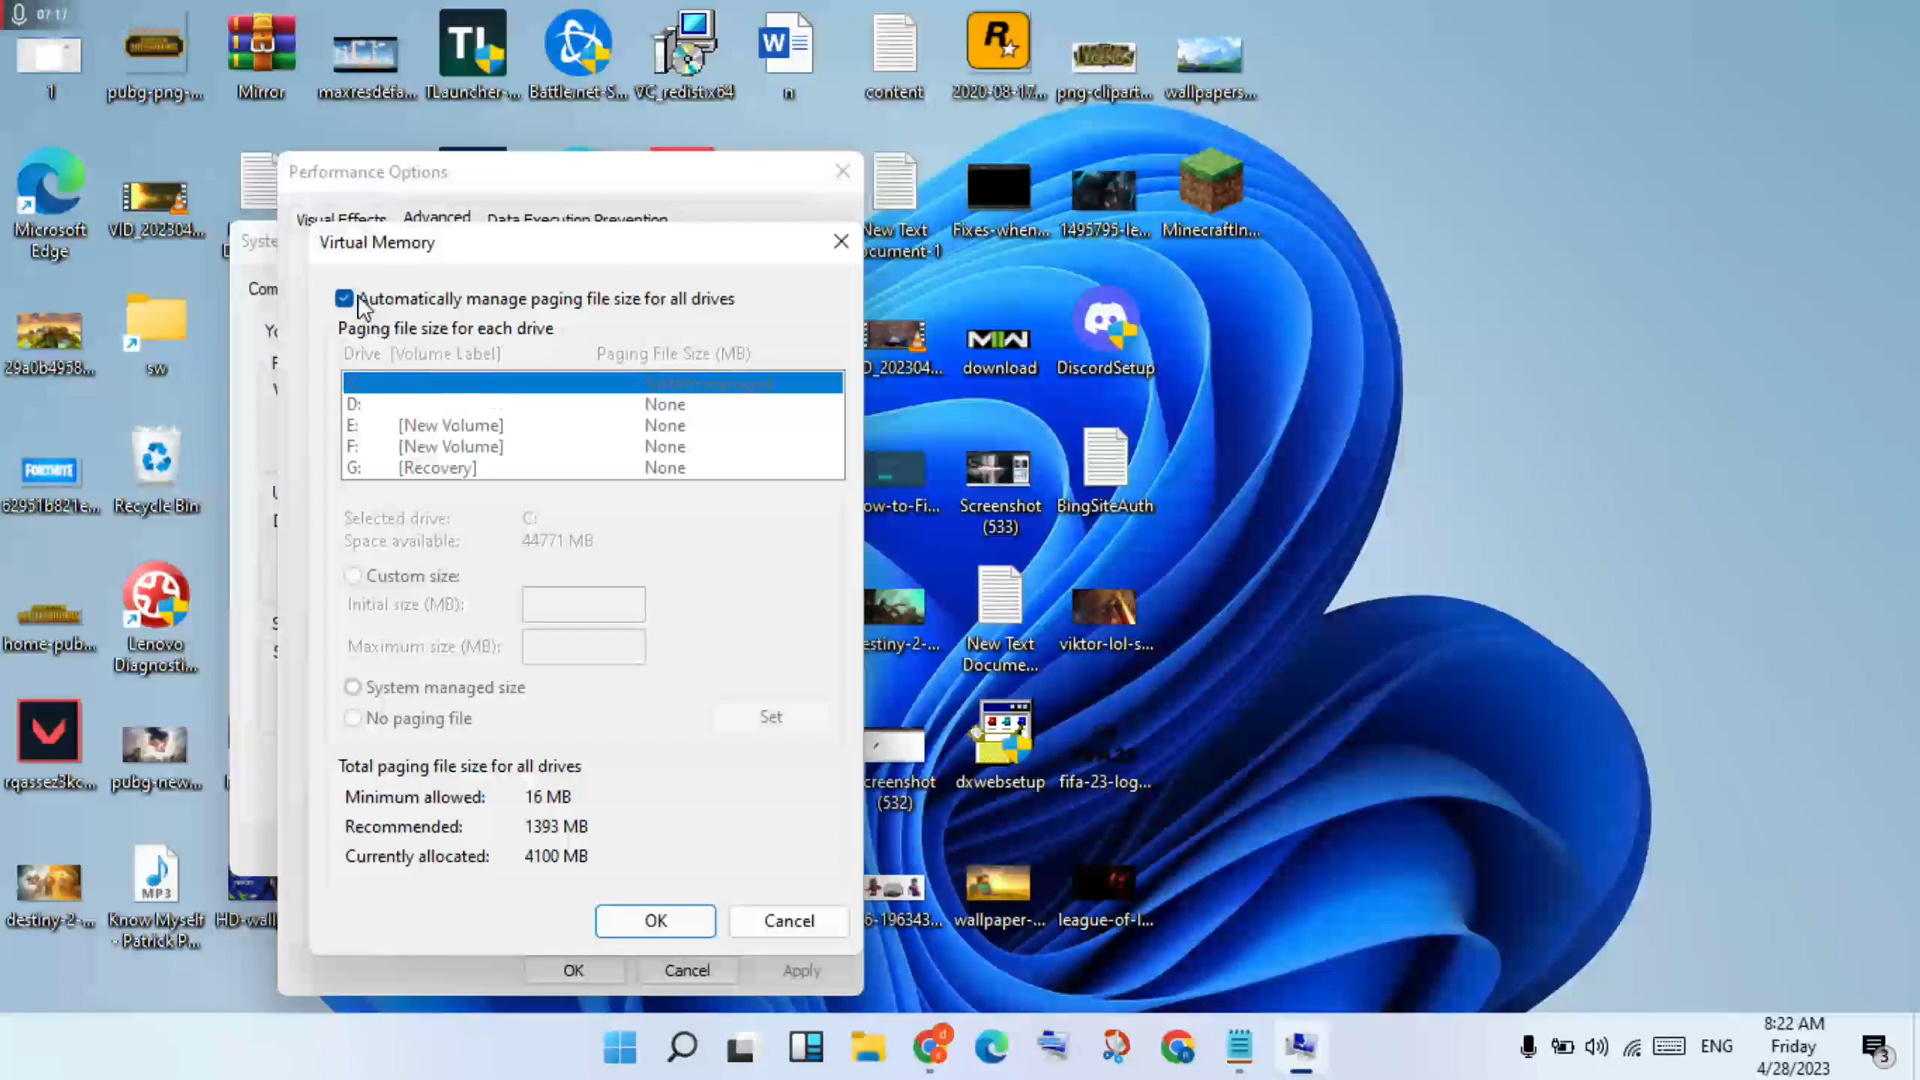 07:17
1
pubg-png-...
Mirror
maxresdefa...
TLauncher-...
Battle.net-S...
VC_redist.x64
n
content
2020-08-17...
png-clipart...
wallpapers...
Microsoft
Edge
VID_202304...
New Text
ocument-1
Fixes-when...
1495795-le...
MinecraftIn...
Performance Options
Visual Effects
Advanced
Data Execution Prevention
Syste
Com
Virtual Memory
Automatically manage paging file size for all drives
Paging file size for each drive
Drive [Volume Label]
Paging File Size (MB)
System managed
D:
None
E: [New Volume]
None
F: [New Volume]
None
G: [Recovery]
None
Selected drive:
C:
Space available:
44771 MB
Custom size:
Initial size (MB):
Maximum size (MB):
System managed size
No paging file
Set
Total paging file size for all drives
Minimum allowed:
16 MB
Recommended:
1393 MB
Currently allocated:
4100 MB
OK
Cancel
OK
Cancel
Apply
29a0b4958...
sw
D_202304...
download
DiscordSetup
FORTNITE
62951b821e...
Recycle Bin
ow-to-Fi...
Screenshot
(533)
BingSiteAuth
home-pub...
Lenovo
Diagnosti...
estiny-2-...
New Text
Docume...
viktor-lol-s...
rqassez3kc...
pubg-new...
creenshot
(532)
dxwebsetup
fifa-23-log...
MP3
destiny-2-...
Know Myself
- Patrick P...
HD-wall
6-196343...
wallpaper-...
league-of-l...
ENG
8:22 AM
Friday
4/28/2023
3